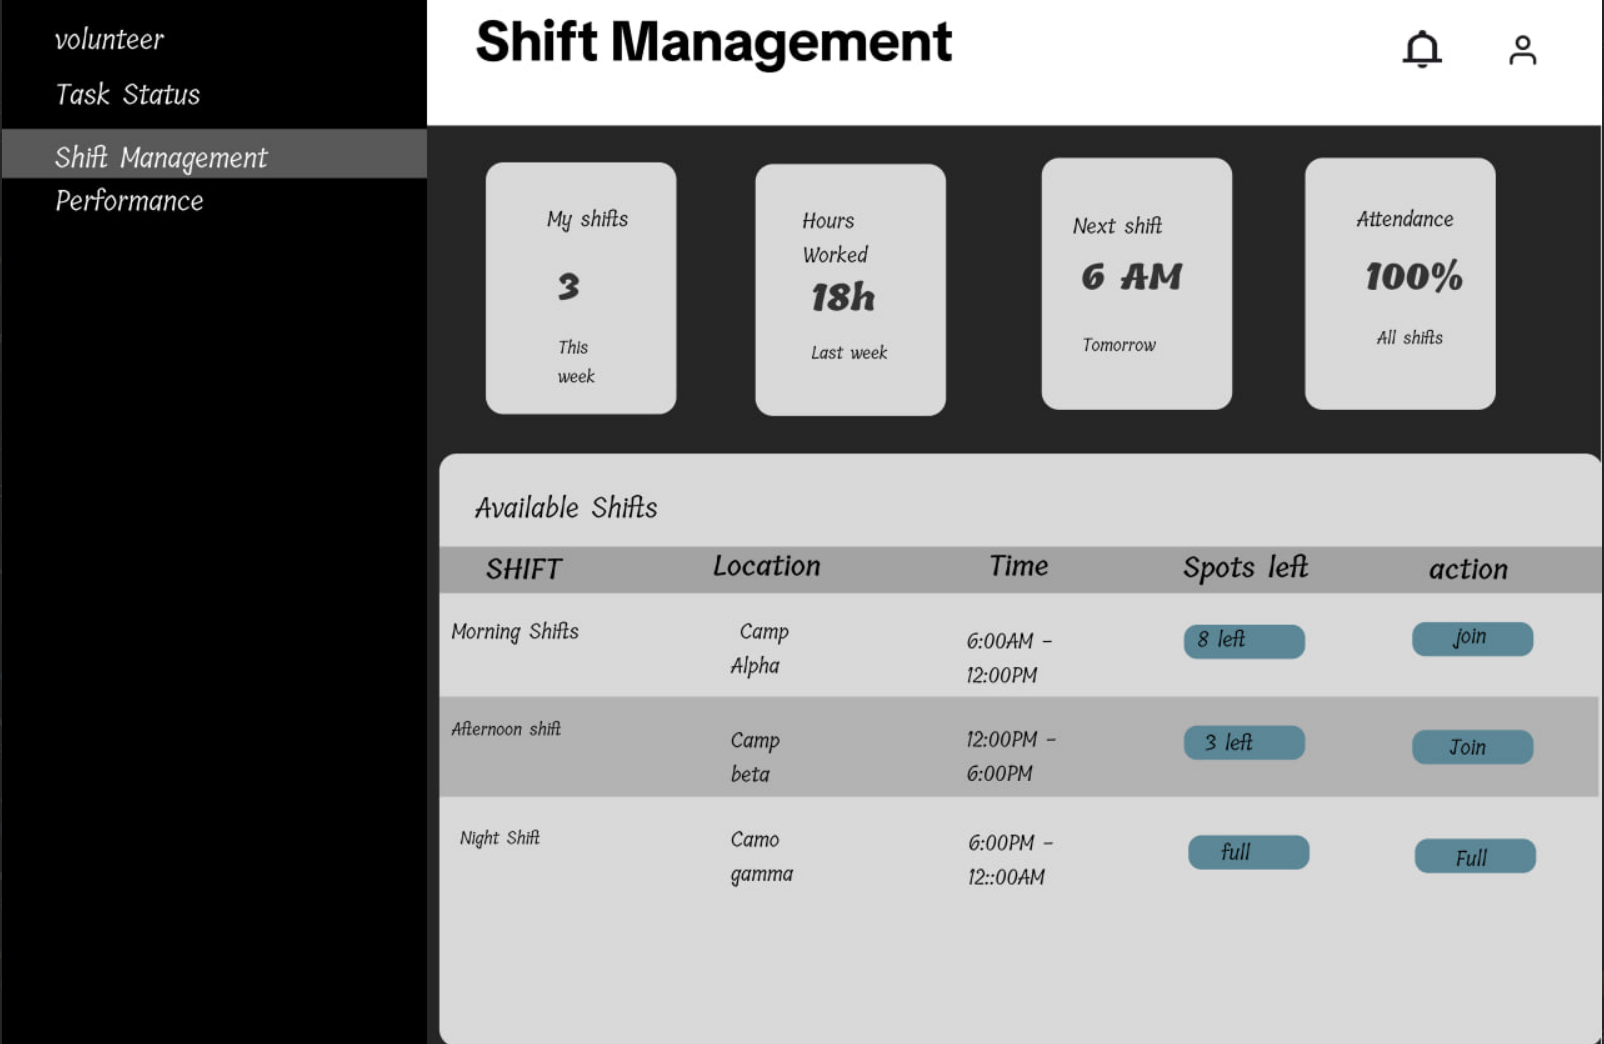 volunteer
Task Status
Shift Management
Performance
Shift Management
My shifts
3
This
week
Hours
Worked
18h
Last week
Next shift
6 AM
Tomorrow
Attendance
100%
All shifts
Available Shifts
SHIFT Location Time Spots left action
Morning Shifts
Camp
Alpha
6:00AM -
12:00PM
8 left
join
Afternoon shift
Camp
beta
12:00PM -
6:00PM
3 left
Join
Night Shift
Camo
gamma
6:00PM -
12::00AM
full
Full